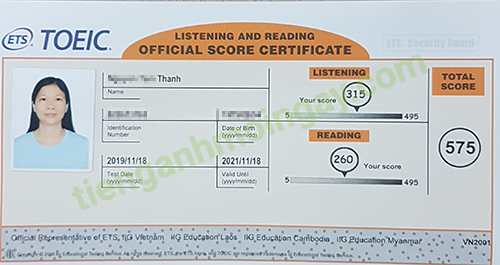 ETS TOEIC
LISTENING AND READING
OFFICIAL SCORE CERTIFICATE
ETS Security Board
Thanh
Name
Identification
Number
Date of Birth
(yyyy/mm/dd)
2019/11/18
Test Date
(yyyy/mm/dd)
2021/11/18
Valid Until
(yyyy/mm/dd)
LISTENING
Your score
315
5
495
READING
260
Your score
5
495
TOTAL
SCORE
575
tienganhmoingay.com
Official Representative of ETS, IIG Vietnam IIG Education Laos IIG Education Cambodia IIG Education Myanmar
VN2091